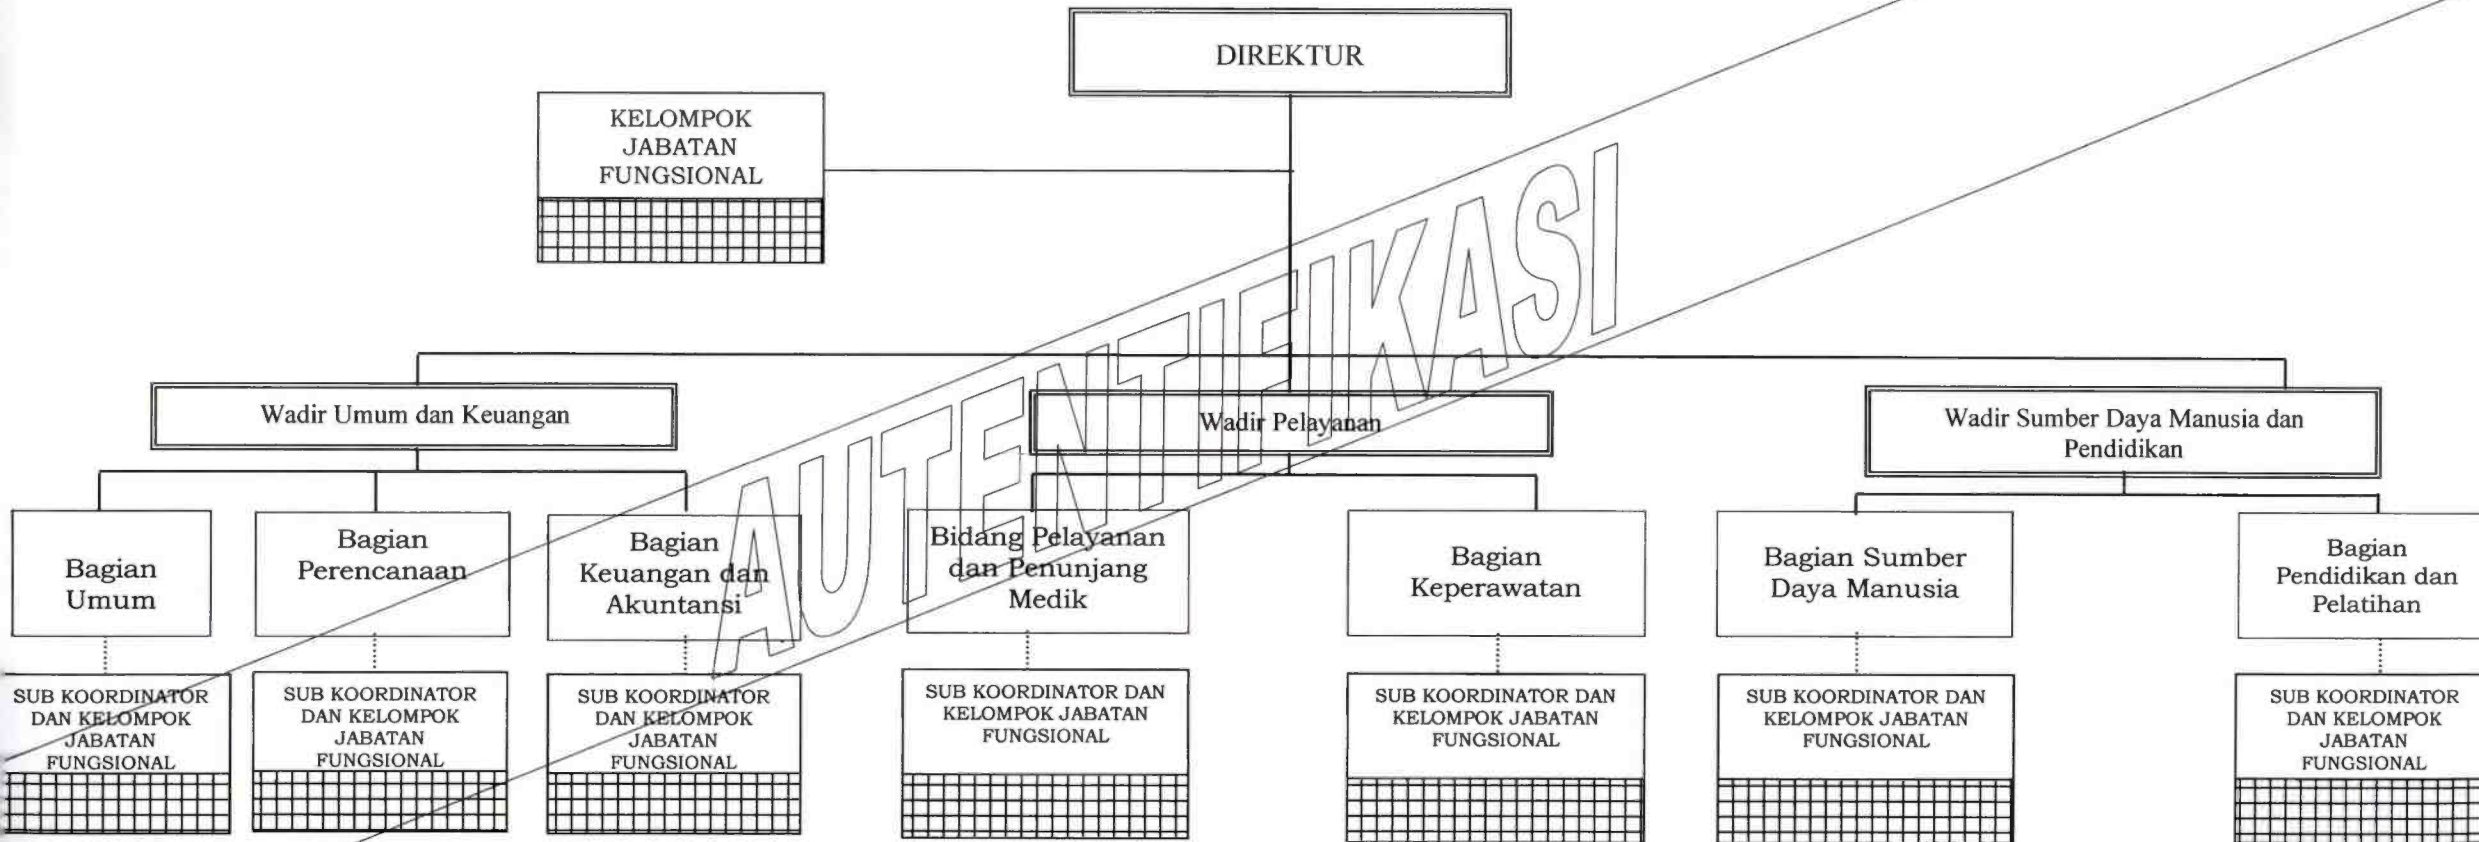 DIREKTUR
KELOMPOK
JABATAN
FUNGSIONAL
AUTENTIFIKASI
Wadir Umum dan Keuangan
Wadir Pelayanan
Wadir Sumber Daya Manusia dan
Pendidikan
Bagian
Umum
Bagian
Perencanaan
Bagian
Keuangan dan
Akuntansi
Bidang Pelayanan
dan Penunjang
Medik
Bagian
Keperawatan
Bagian Sumber
Daya Manusia
Bagian
Pendidikan dan
Pelatihan
SUB KOORDINATOR
DAN KELOMPOK
JABATAN
FUNGSIONAL
SUB KOORDINATOR
DAN KELOMPOK
JABATAN
FUNGSIONAL
SUB KOORDINATOR
DAN KELOMPOK
JABATAN
FUNGSIONAL
SUB KOORDINATOR DAN
KELOMPOK JABATAN
FUNGSIONAL
SUB KOORDINATOR DAN
KELOMPOK JABATAN
FUNGSIONAL
SUB KOORDINATOR DAN
KELOMPOK JABATAN
FUNGSIONAL
SUB KOORDINATOR
DAN KELOMPOK
JABATAN
FUNGSIONAL